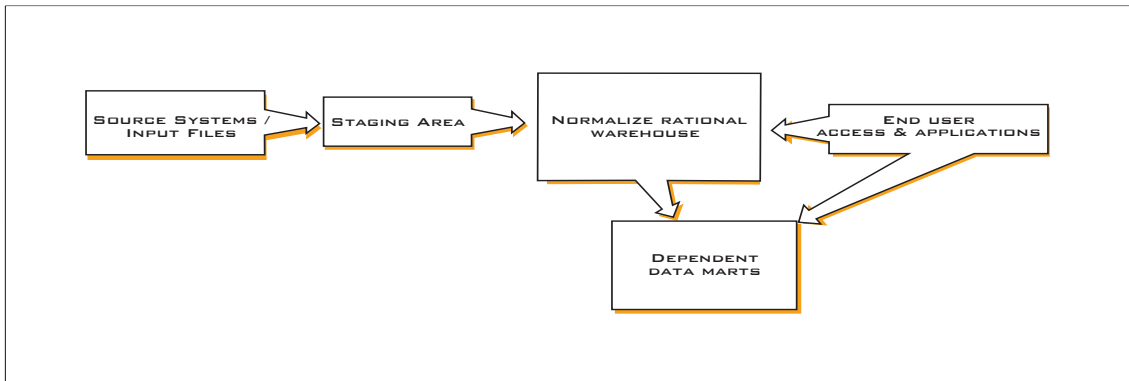 Source Systems /
Input Files
Staging Area
Normalize rational
warehouse
End user
access & applications
Dependent
data marts